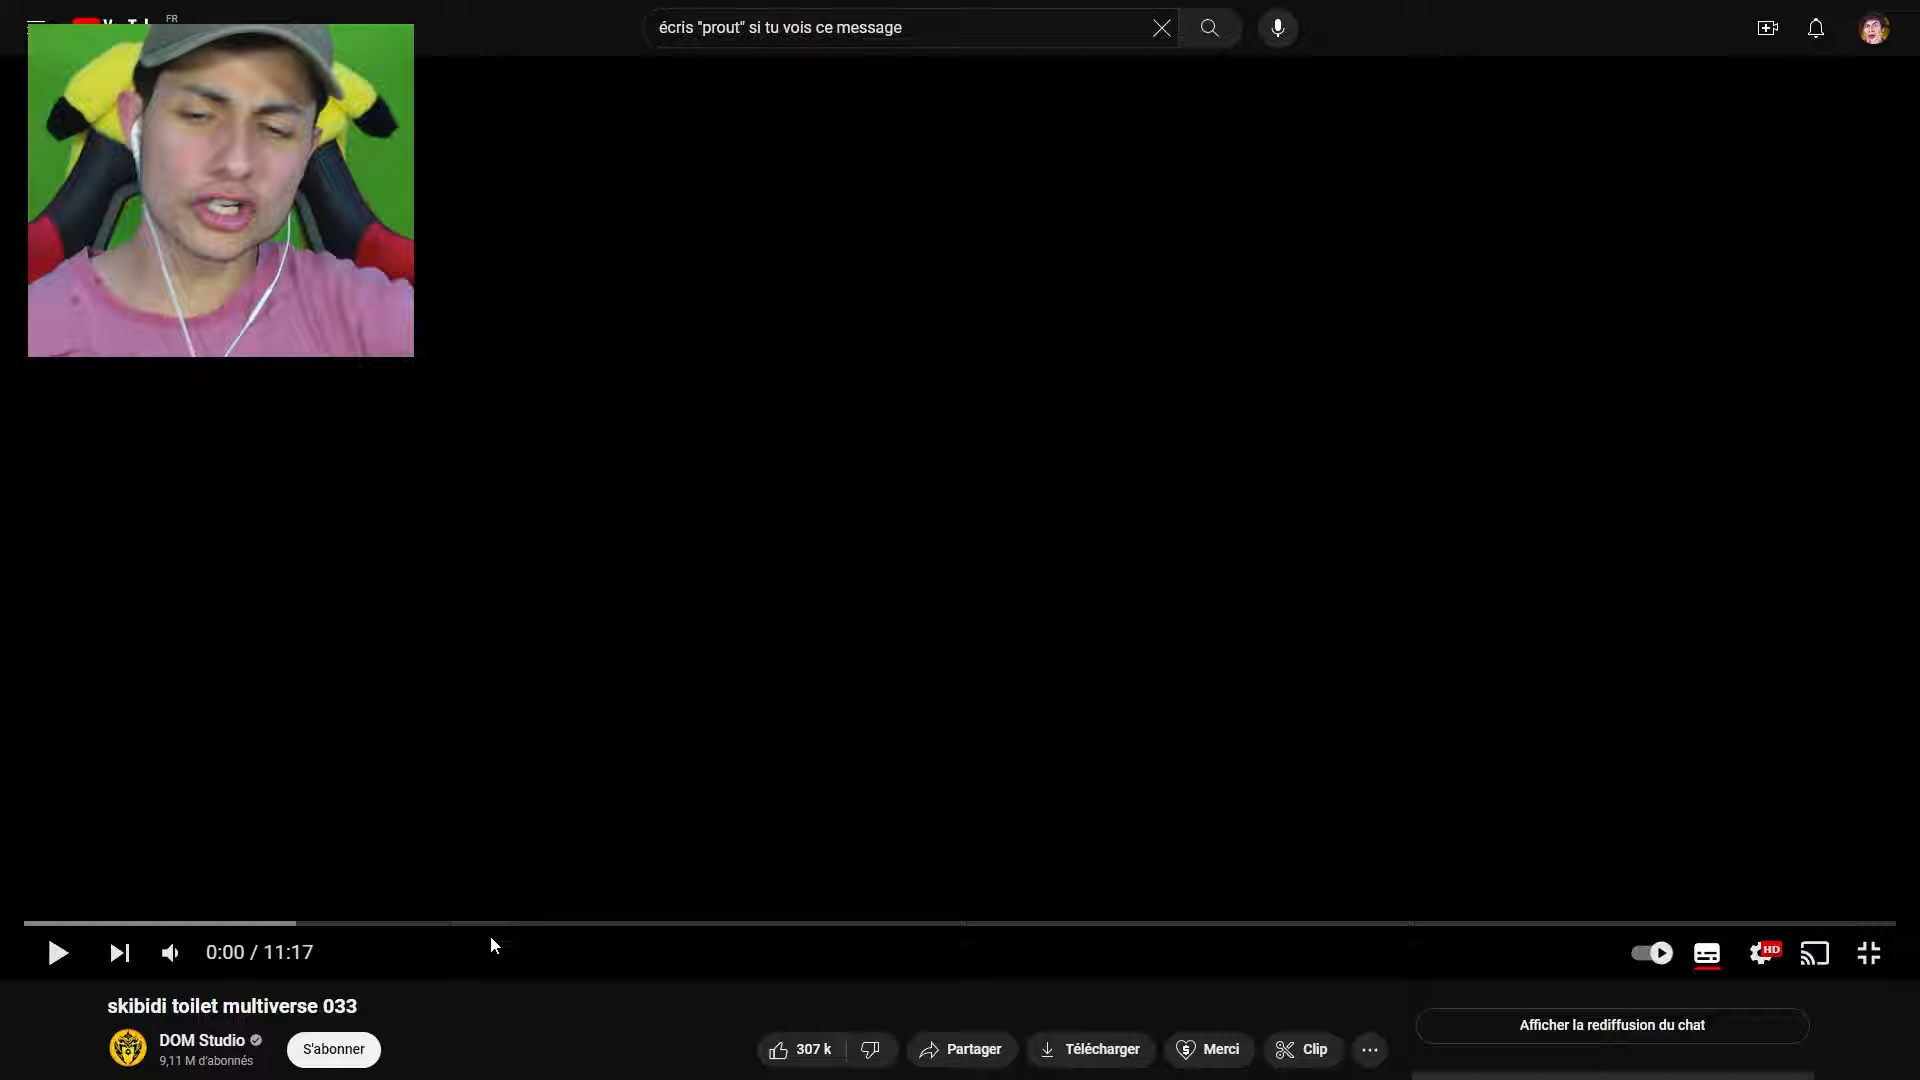 FR
écris "prout" si tu vois ce message
0:00 / 11:17
HD
skibidi toilet multiverse 033
DOM Studio
9,11 M d'abonnés
S'abonner
307 k
Partager
Télécharger
Merci
Clip
Afficher la rediffusion du chat